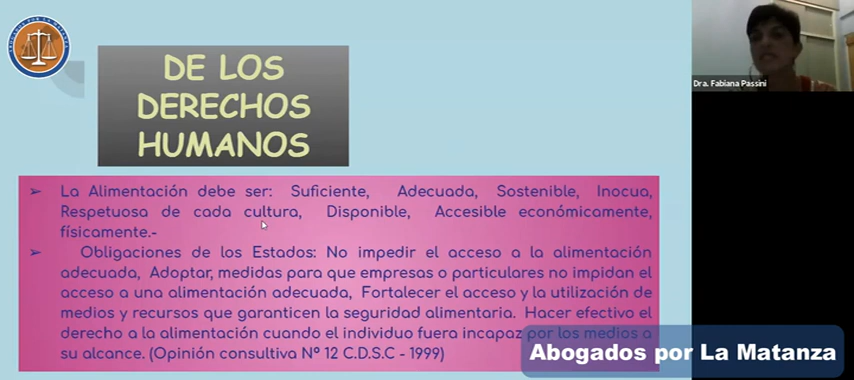 DE LOS
DERECHOS
HUMANOS
Dra. Fabiana Passini
➢ La Alimentación debe ser: Suficiente, Adecuada, Sostenible, Inocua,
Respetuosa de cada cultura, Disponible, Accesible económicamente,
físicamente.-
➢ Obligaciones de los Estados: No impedir el acceso a la alimentación
adecuada, Adoptar, medidas para que empresas o particulares no impidan el
acceso a una alimentación adecuada, Fortalecer el acceso y la utilización de
medios y recursos que garanticen la seguridad alimentaria. Hacer efectivo el
derecho a la alimentación cuando el individuo fuera incapaz por los medios a
su alcance. (Opinión consultiva Nº 12 C.D.S.C - 1999)
Abogados por La Matanza